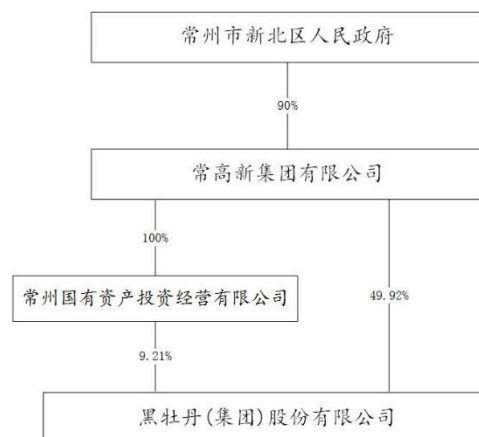 常州市新北区人民政府
90%
常高新集团有限公司
100%
常州国有资产投资经营有限公司
49.92%
9.21%
黑牡丹(集团)股份有限公司